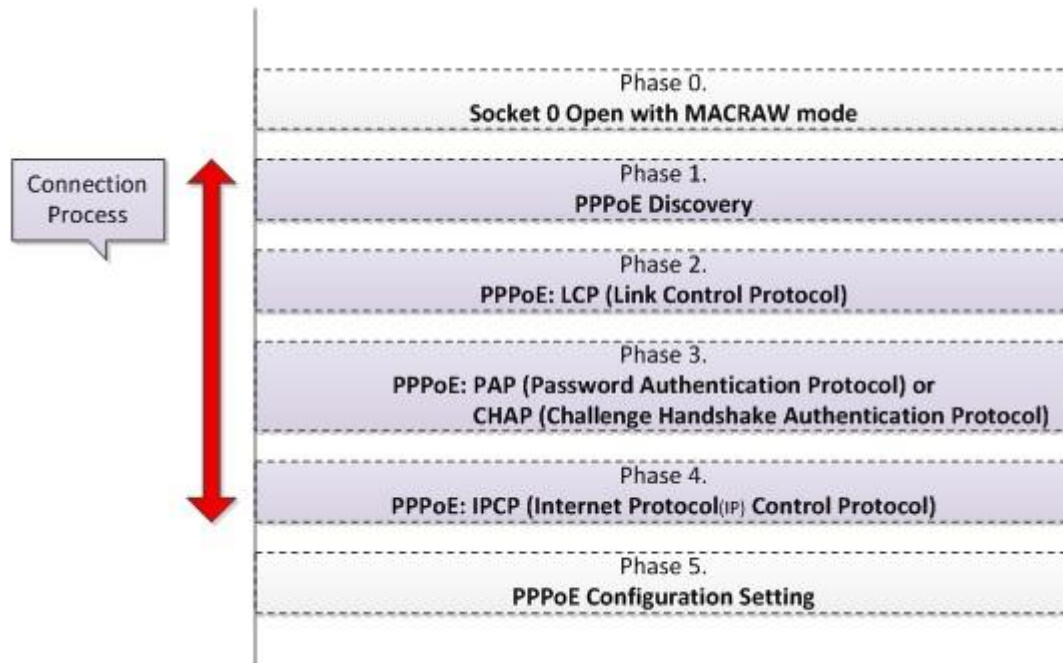 Phase 0.
Socket 0 Open with MACRAW mode
Connection
Process
Phase 1.
PPPoE Discovery
Phase 2.
PPPoE: LCP (Link Control Protocol)
Phase 3.
PPPoE: PAP (Password Authentication Protocol) or
CHAP (Challenge Handshake Authentication Protocol)
Phase 4.
PPPoE: IPCP (Internet Protocol(IP) Control Protocol)
Phase 5.
PPPoE Configuration Setting